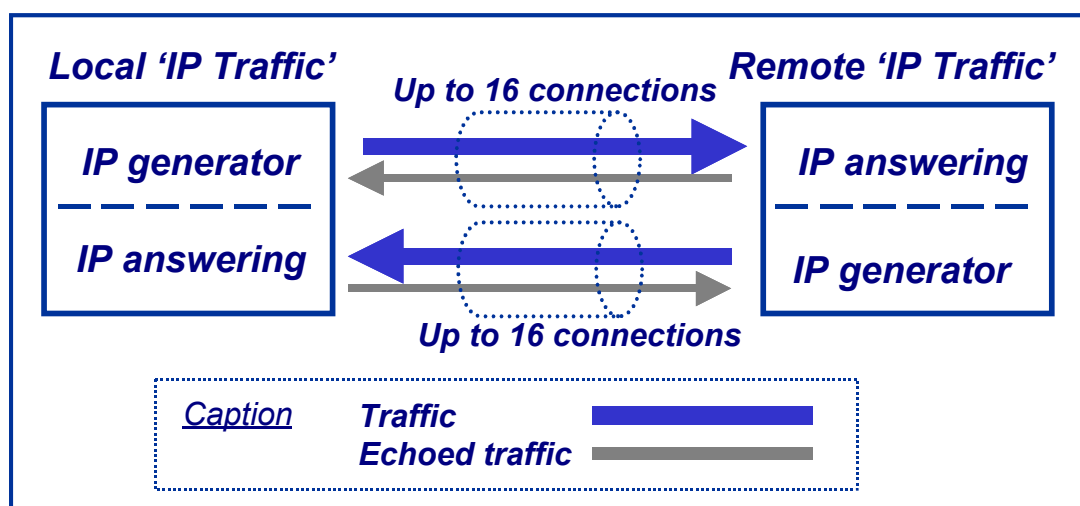 Local ‘IP Traffic’
Remote ‘IP Traffic’
Up to 16 connections
IP generator
IP answering
IP answering
IP generator
Up to 16 connections
Caption
Traffic
Echoed traffic